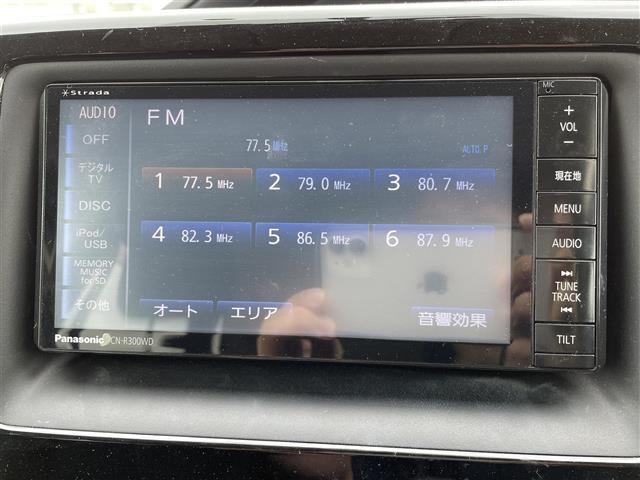 Strada
MIC
AUDIO
FM
OFF
77.5MHz
AUTO.P
デジタル
TV
1 77.5 MHz
2 79.0 MHz
3 80.7 MHz
DISC
iPod/
USB
4 82.3 MHz
5 86.5 MHz
6 87.9 MHz
MEMORY
MUSIC
for SD
その他
オート
エリア
音響効果
Panasonic CN-R300WD
+
VOL
−
現在地
MENU
AUDIO
TUNE
TRACK
TILT